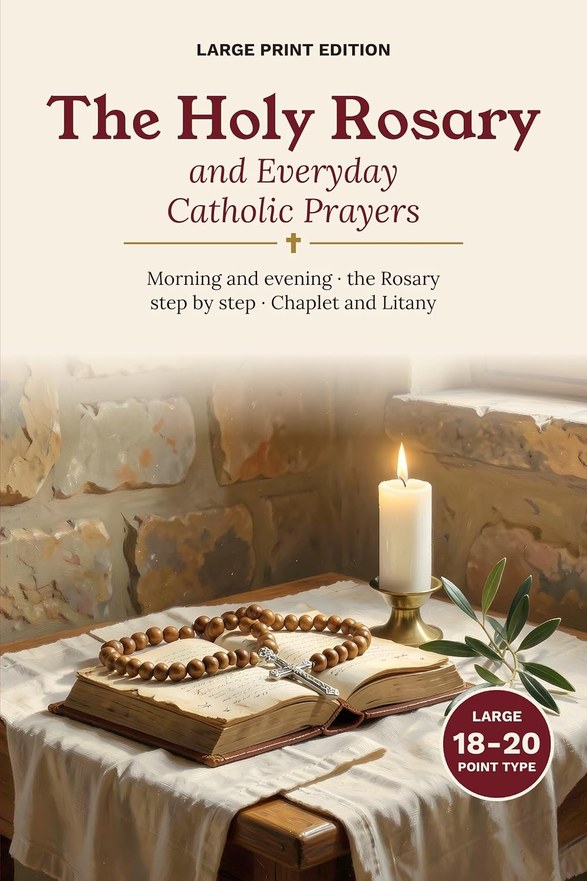 LARGE PRINT EDITION
The Holy Rosary
and Everyday
Catholic Prayers
Morning and evening · the Rosary
step by step · Chaplet and Litany
LARGE
18–20
POINT TYPE